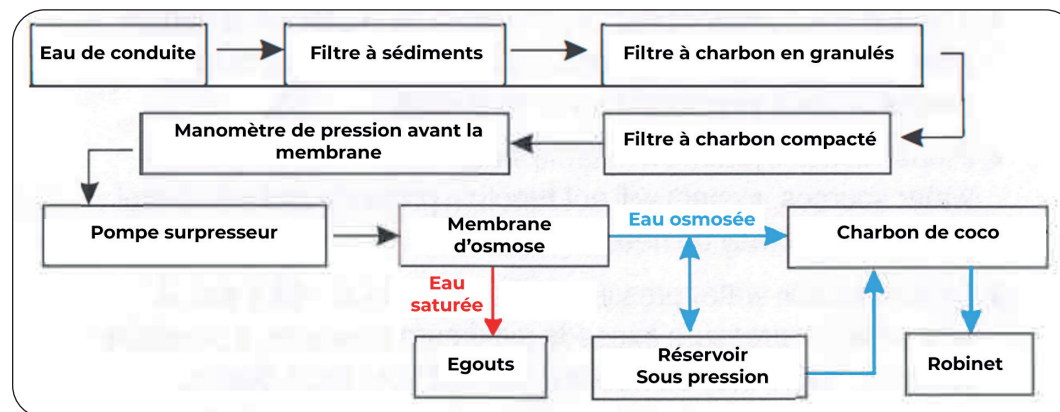 Eau de conduite
Filtre à sédiments
Filtre à charbon en granulés
Manomètre de pression avant la
membrane
Filtre à charbon compacté
Pompe surpresseur
Membrane
d'osmose
Eau osmosée
Charbon de coco
Eau
saturée
Egouts
Réservoir
Sous pression
Robinet